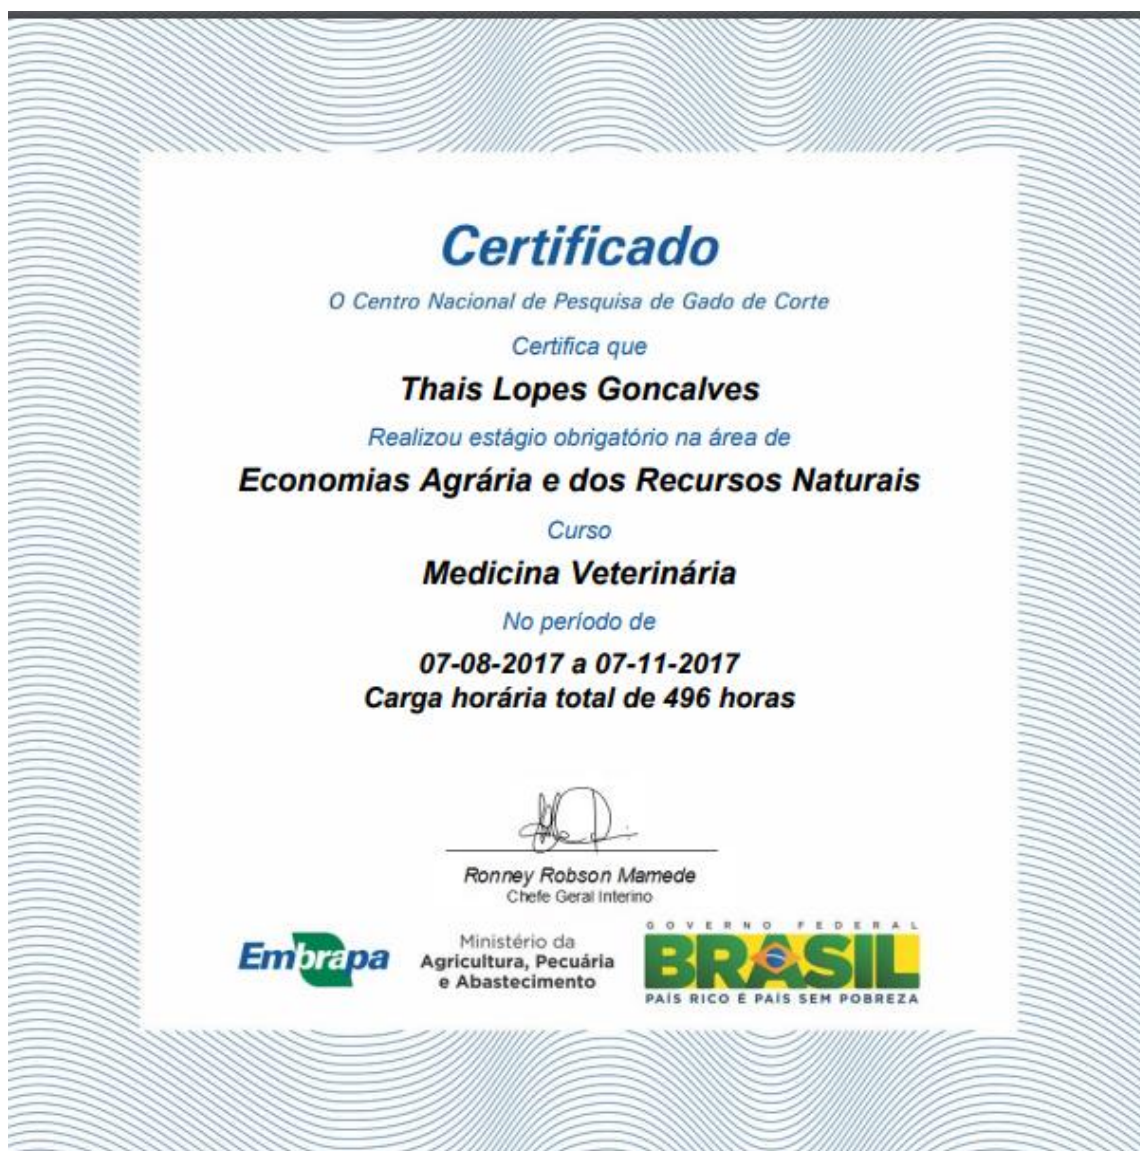 Certificado
O Centro Nacional de Pesquisa de Gado de Corte
Certifica que
Thais Lopes Goncalves
Realizou estágio obrigatório na área de
Economias Agrária e dos Recursos Naturais
Curso
Medicina Veterinária
No período de
07-08-2017 a 07-11-2017
Carga horária total de 496 horas
Ronney Robson Mamede
Chefe Geral Interino
Embrapa
Ministério da
Agricultura, Pecuária
e Abastecimento
GOVERNO FEDERAL
BRASIL
PAÍS RICO É PAÍS SEM POBREZA